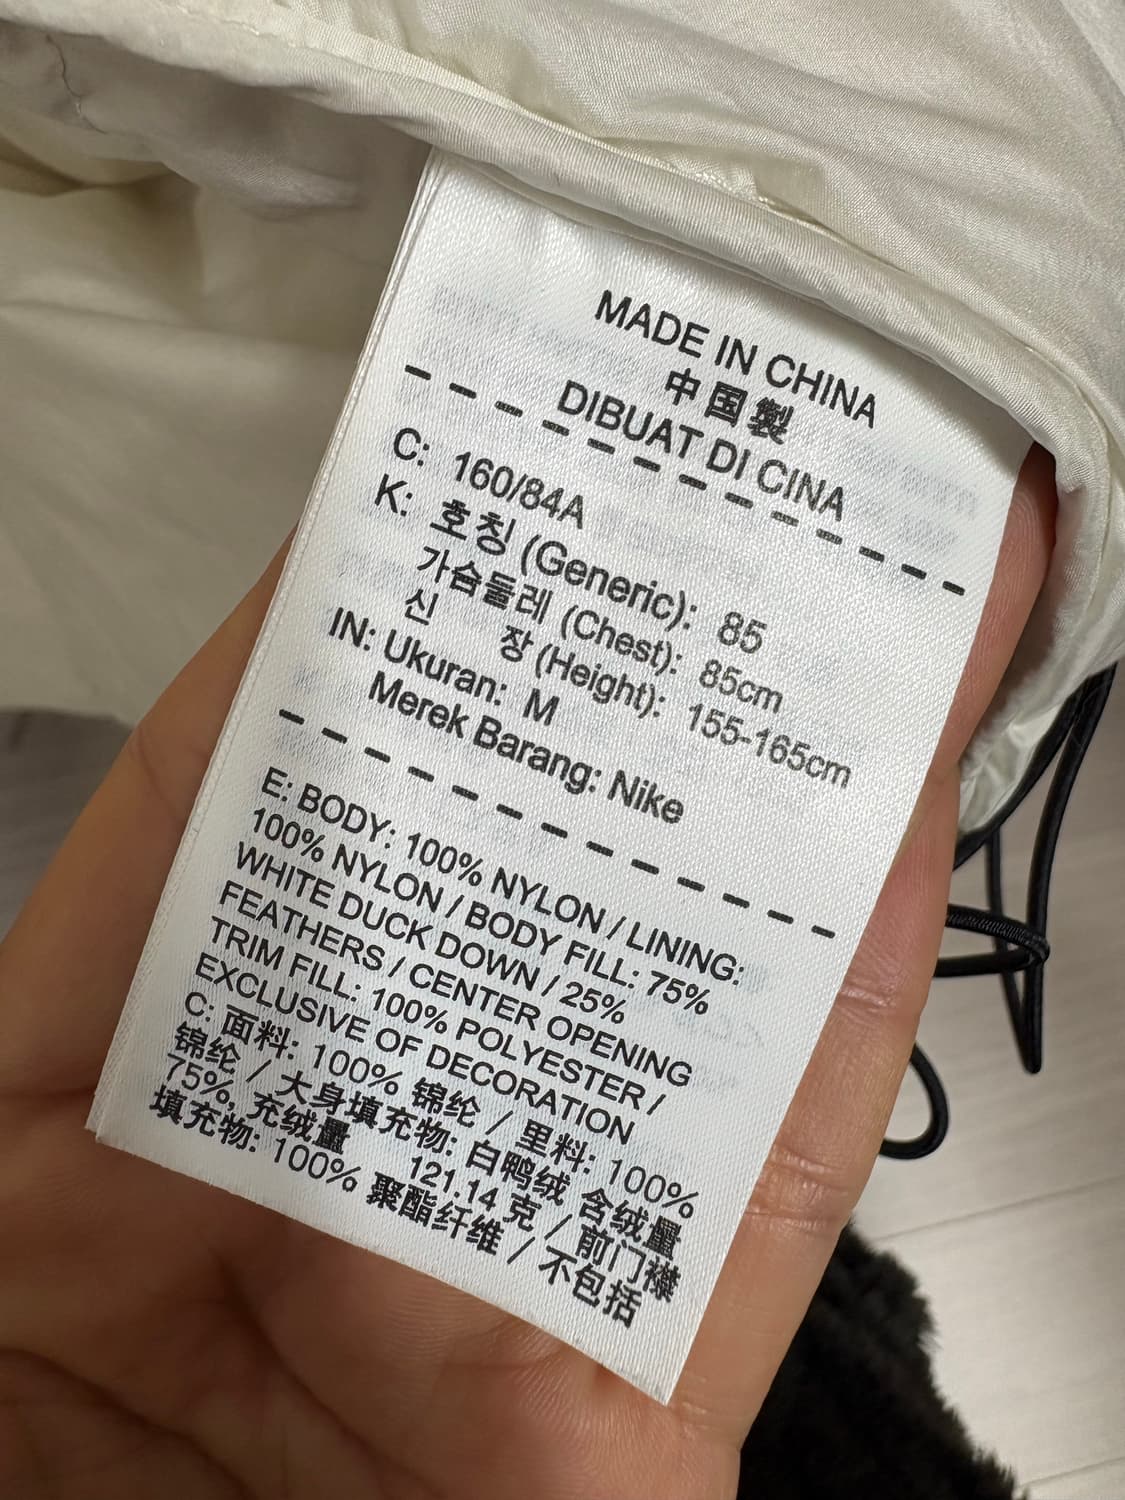 MADE IN CHINA
中国製
DIBUAT DI CINA
C: 160/84A
K: 호칭 (Generic): 85
가슴둘레 (Chest): 85cm
신 장 (Height): 155-165cm
IN: Ukuran: M
Merek Barang: Nike
E: BODY: 100% NYLON / LINING:
100% NYLON / BODY FILL: 75%
WHITE DUCK DOWN / 25%
FEATHERS / CENTER OPENING
TRIM FILL: 100% POLYESTER /
EXCLUSIVE OF DECORATION
C: 面料: 100% 锦纶 / 里料: 100%
锦纶 / 大身填充物: 白鸭绒 含绒量
75%, 充绒量 121.14 克 / 前门襟
填充物: 100% 聚酯纤维 / 不包括